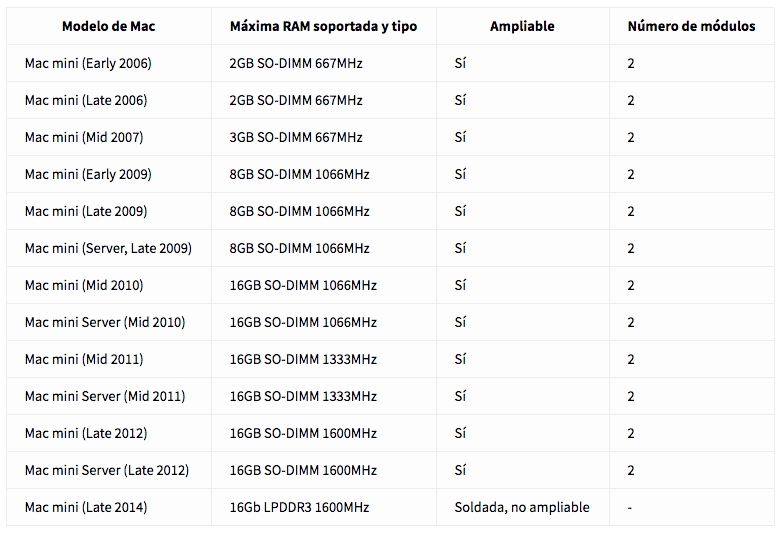 Modelo de Mac Máxima RAM soportada y tipo Ampliable Número de módulos
Mac mini (Early 2006) 2GB SO-DIMM 667MHz Sí 2
Mac mini (Late 2006) 2GB SO-DIMM 667MHz Sí 2
Mac mini (Mid 2007) 3GB SO-DIMM 667MHz Sí 2
Mac mini (Early 2009) 8GB SO-DIMM 1066MHz Sí 2
Mac mini (Late 2009) 8GB SO-DIMM 1066MHz Sí 2
Mac mini (Server, Late 2009) 8GB SO-DIMM 1066MHz Sí 2
Mac mini (Mid 2010) 16GB SO-DIMM 1066MHz Sí 2
Mac mini Server (Mid 2010) 16GB SO-DIMM 1066MHz Sí 2
Mac mini (Mid 2011) 16GB SO-DIMM 1333MHz Sí 2
Mac mini Server (Mid 2011) 16GB SO-DIMM 1333MHz Sí 2
Mac mini (Late 2012) 16GB SO-DIMM 1600MHz Sí 2
Mac mini Server (Late 2012) 16GB SO-DIMM 1600MHz Sí 2
Mac mini (Late 2014) 16Gb LPDDR3 1600MHz Soldada, no ampliable -